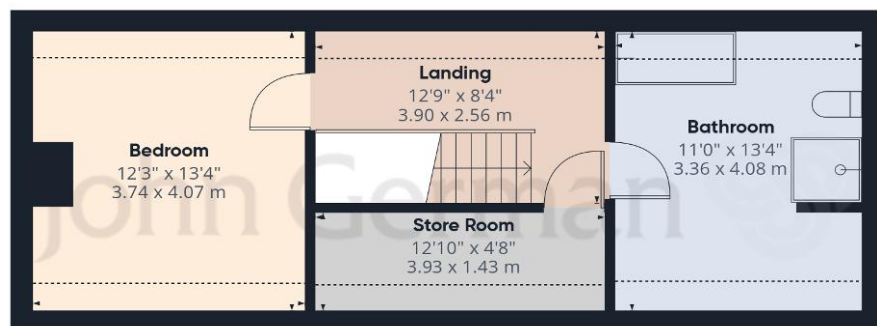 Landing
12'9" x 8'4"
3.90 x 2.56 m
Bedroom
12'3" x 13'4"
3.74 x 4.07 m
Bathroom
11'0" x 13'4"
3.36 x 4.08 m
Store Room
12'10" x 4'8"
3.93 x 1.43 m
John German